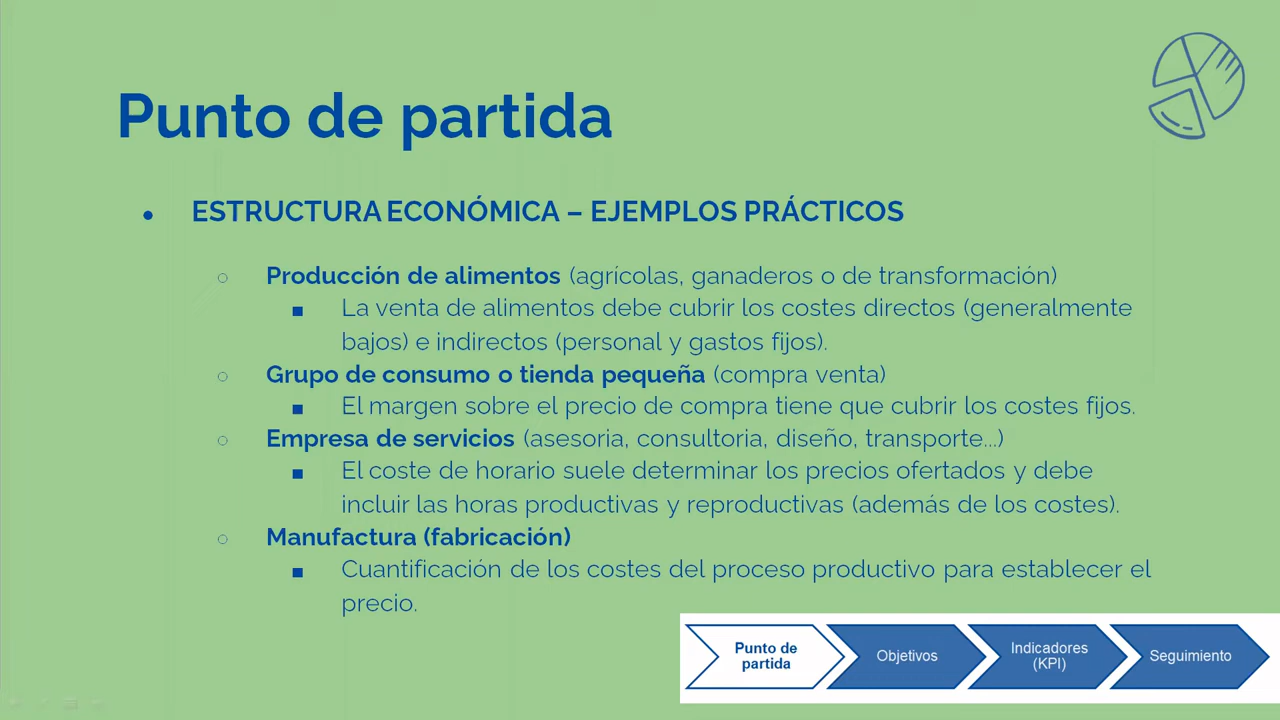 Punto de partida
● ESTRUCTURA ECONÓMICA – EJEMPLOS PRÁCTICOS
○ Producción de alimentos (agrícolas, ganaderos o de transformación)
■ La venta de alimentos debe cubrir los costes directos (generalmente
bajos) e indirectos (personal y gastos fijos).
○ Grupo de consumo o tienda pequeña (compra venta)
■ El margen sobre el precio de compra tiene que cubrir los costes fijos.
○ Empresa de servicios (asesoria, consultoria, diseño, transporte...)
■ El coste de horario suele determinar los precios ofertados y debe
incluir las horas productivas y reproductivas (además de los costes).
○ Manufactura (fabricación)
■ Cuantificación de los costes del proceso productivo para establecer el
precio.
Punto de
partida
Objetivos
Indicadores
(KPI)
Seguimiento